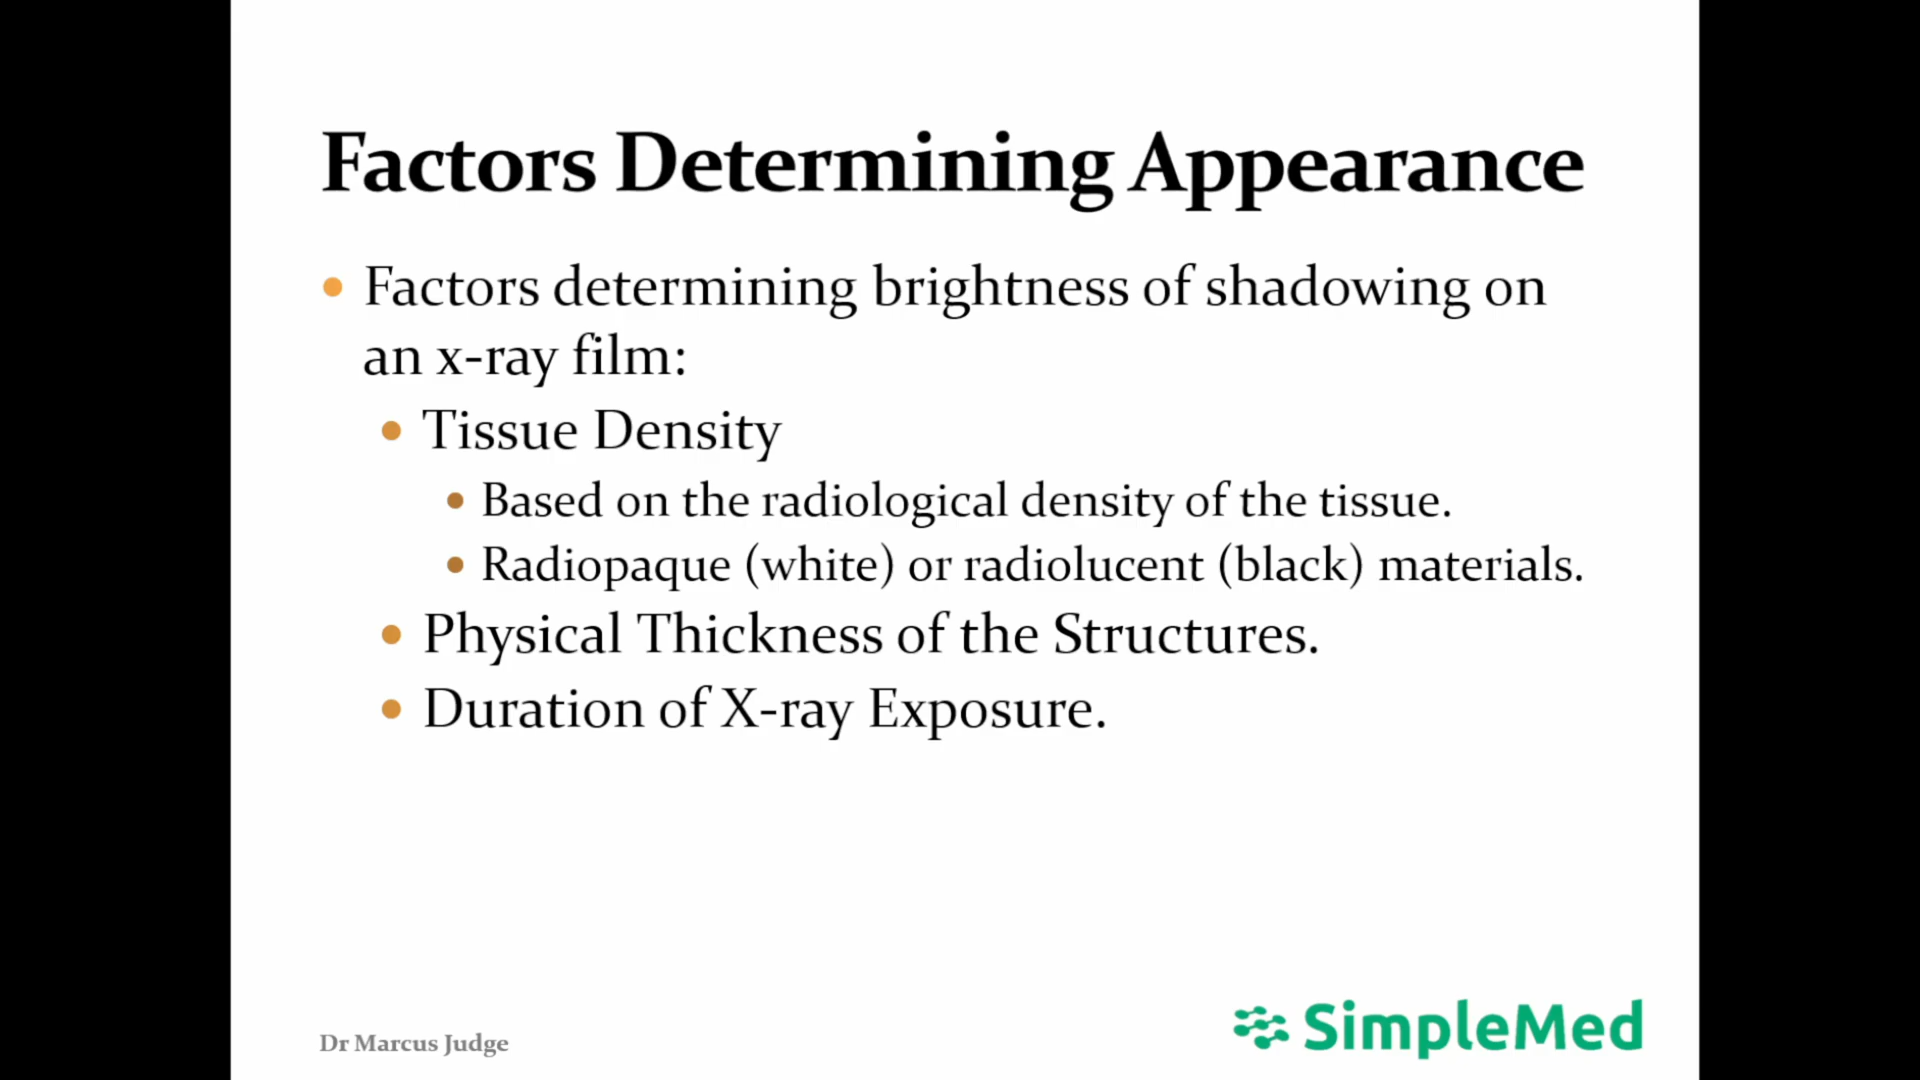 Factors Determining Appearance
Factors determining brightness of shadowing on
an x-ray film:
Tissue Density
Based on the radiological density of the tissue.
Radiopaque (white) or radiolucent (black) materials.
Physical Thickness of the Structures.
Duration of X-ray Exposure.
Dr Marcus Judge
SimpleMed